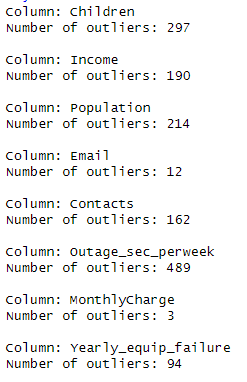 Column: Children
Number of outliers: 297
Column: Income
Number of outliers: 190
Column: Population
Number of outliers: 214
Column: Email
Number of outliers: 12
Column: Contacts
Number of outliers: 162
Column: Outage_sec_perweek
Number of outliers: 489
Column: MonthlyCharge
Number of outliers: 3
Column: Yearly_equip_failure
Number of outliers: 94